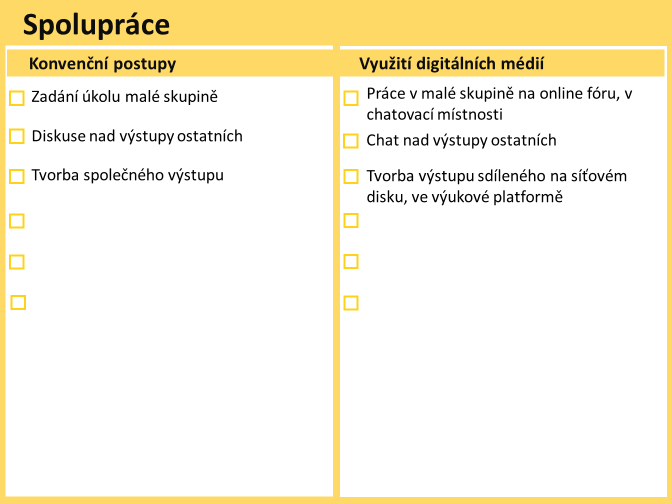 Spolupráce
Konvenční postupy
Zadání úkolu malé skupině
Diskuse nad výstupy ostatních
Tvorba společného výstupu
Využití digitálních médií
Práce v malé skupině na online fóru, v
chatovací místnosti
Chat nad výstupy ostatních
Tvorba výstupu sdíleného na síťovém
disku, ve výukové platformě